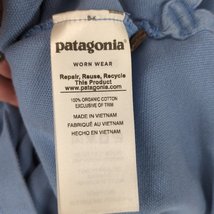 patagonia
WORN WEAR
Repair, Reuse, Recycle
This Product
www.patagonia.com
100% ORGANIC COTTON
EXCLUSIVE OF TRIM
MADE IN VIETNAM
FABRIQUÉ AU VIETNAM
HECHO EN VIETNAM